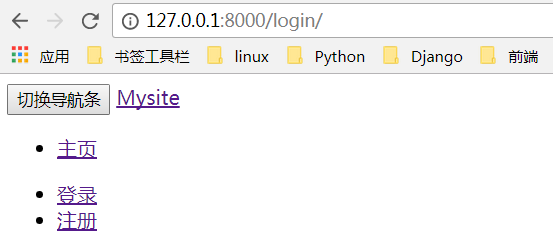 127.0.0.1:8000/login/
应用 书签工具栏 linux Python Django 前端
切换导航条 Mysite
主页
登录
注册